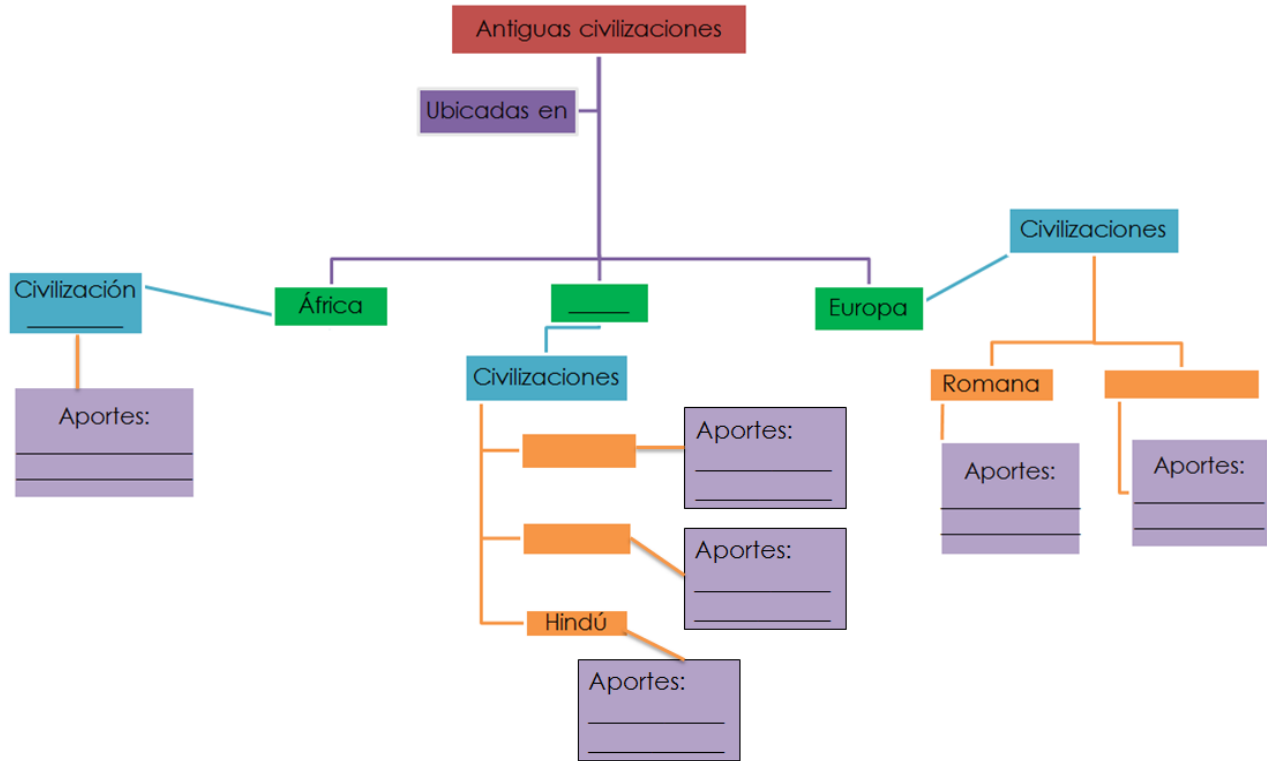 Antiguas civilizaciones
Ubicadas en
Civilizaciones
Civilización
África
Europa
Civilizaciones
Romana
Aportes:
Aportes:
Aportes:
Aportes:
Aportes:
Hindú
Aportes: